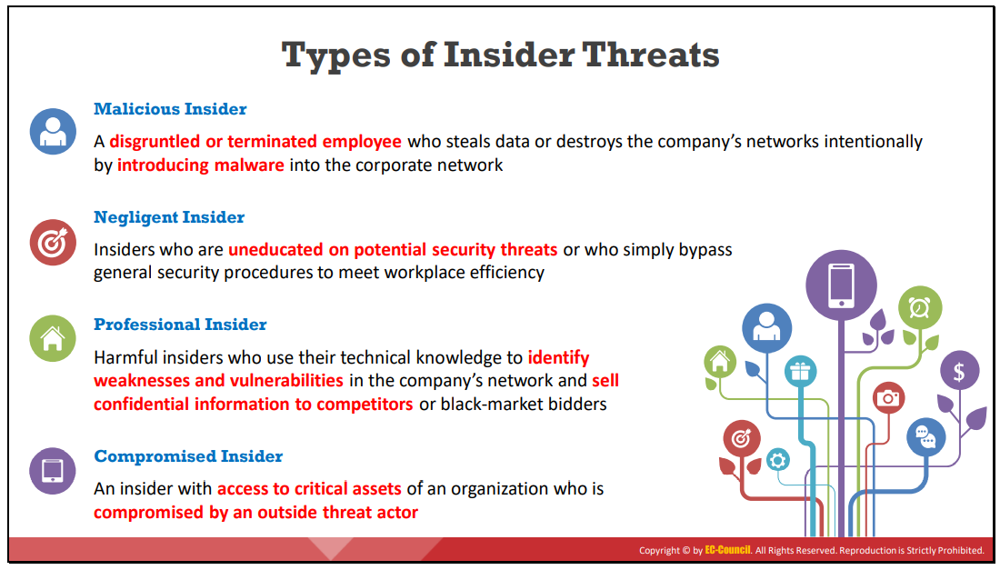 Types of Insider Threats
Malicious Insider
A disgruntled or terminated employee who steals data or destroys the company’s networks intentionally
by introducing malware into the corporate network
Negligent Insider
Insiders who are uneducated on potential security threats or who simply bypass
general security procedures to meet workplace efficiency
Professional Insider
Harmful insiders who use their technical knowledge to identify
weaknesses and vulnerabilities in the company’s network and sell
confidential information to competitors or black-market bidders
Compromised Insider
An insider with access to critical assets of an organization who is
compromised by an outside threat actor
$
Copyright © by EC-Council. All Rights Reserved. Reproduction is Strictly Prohibited.